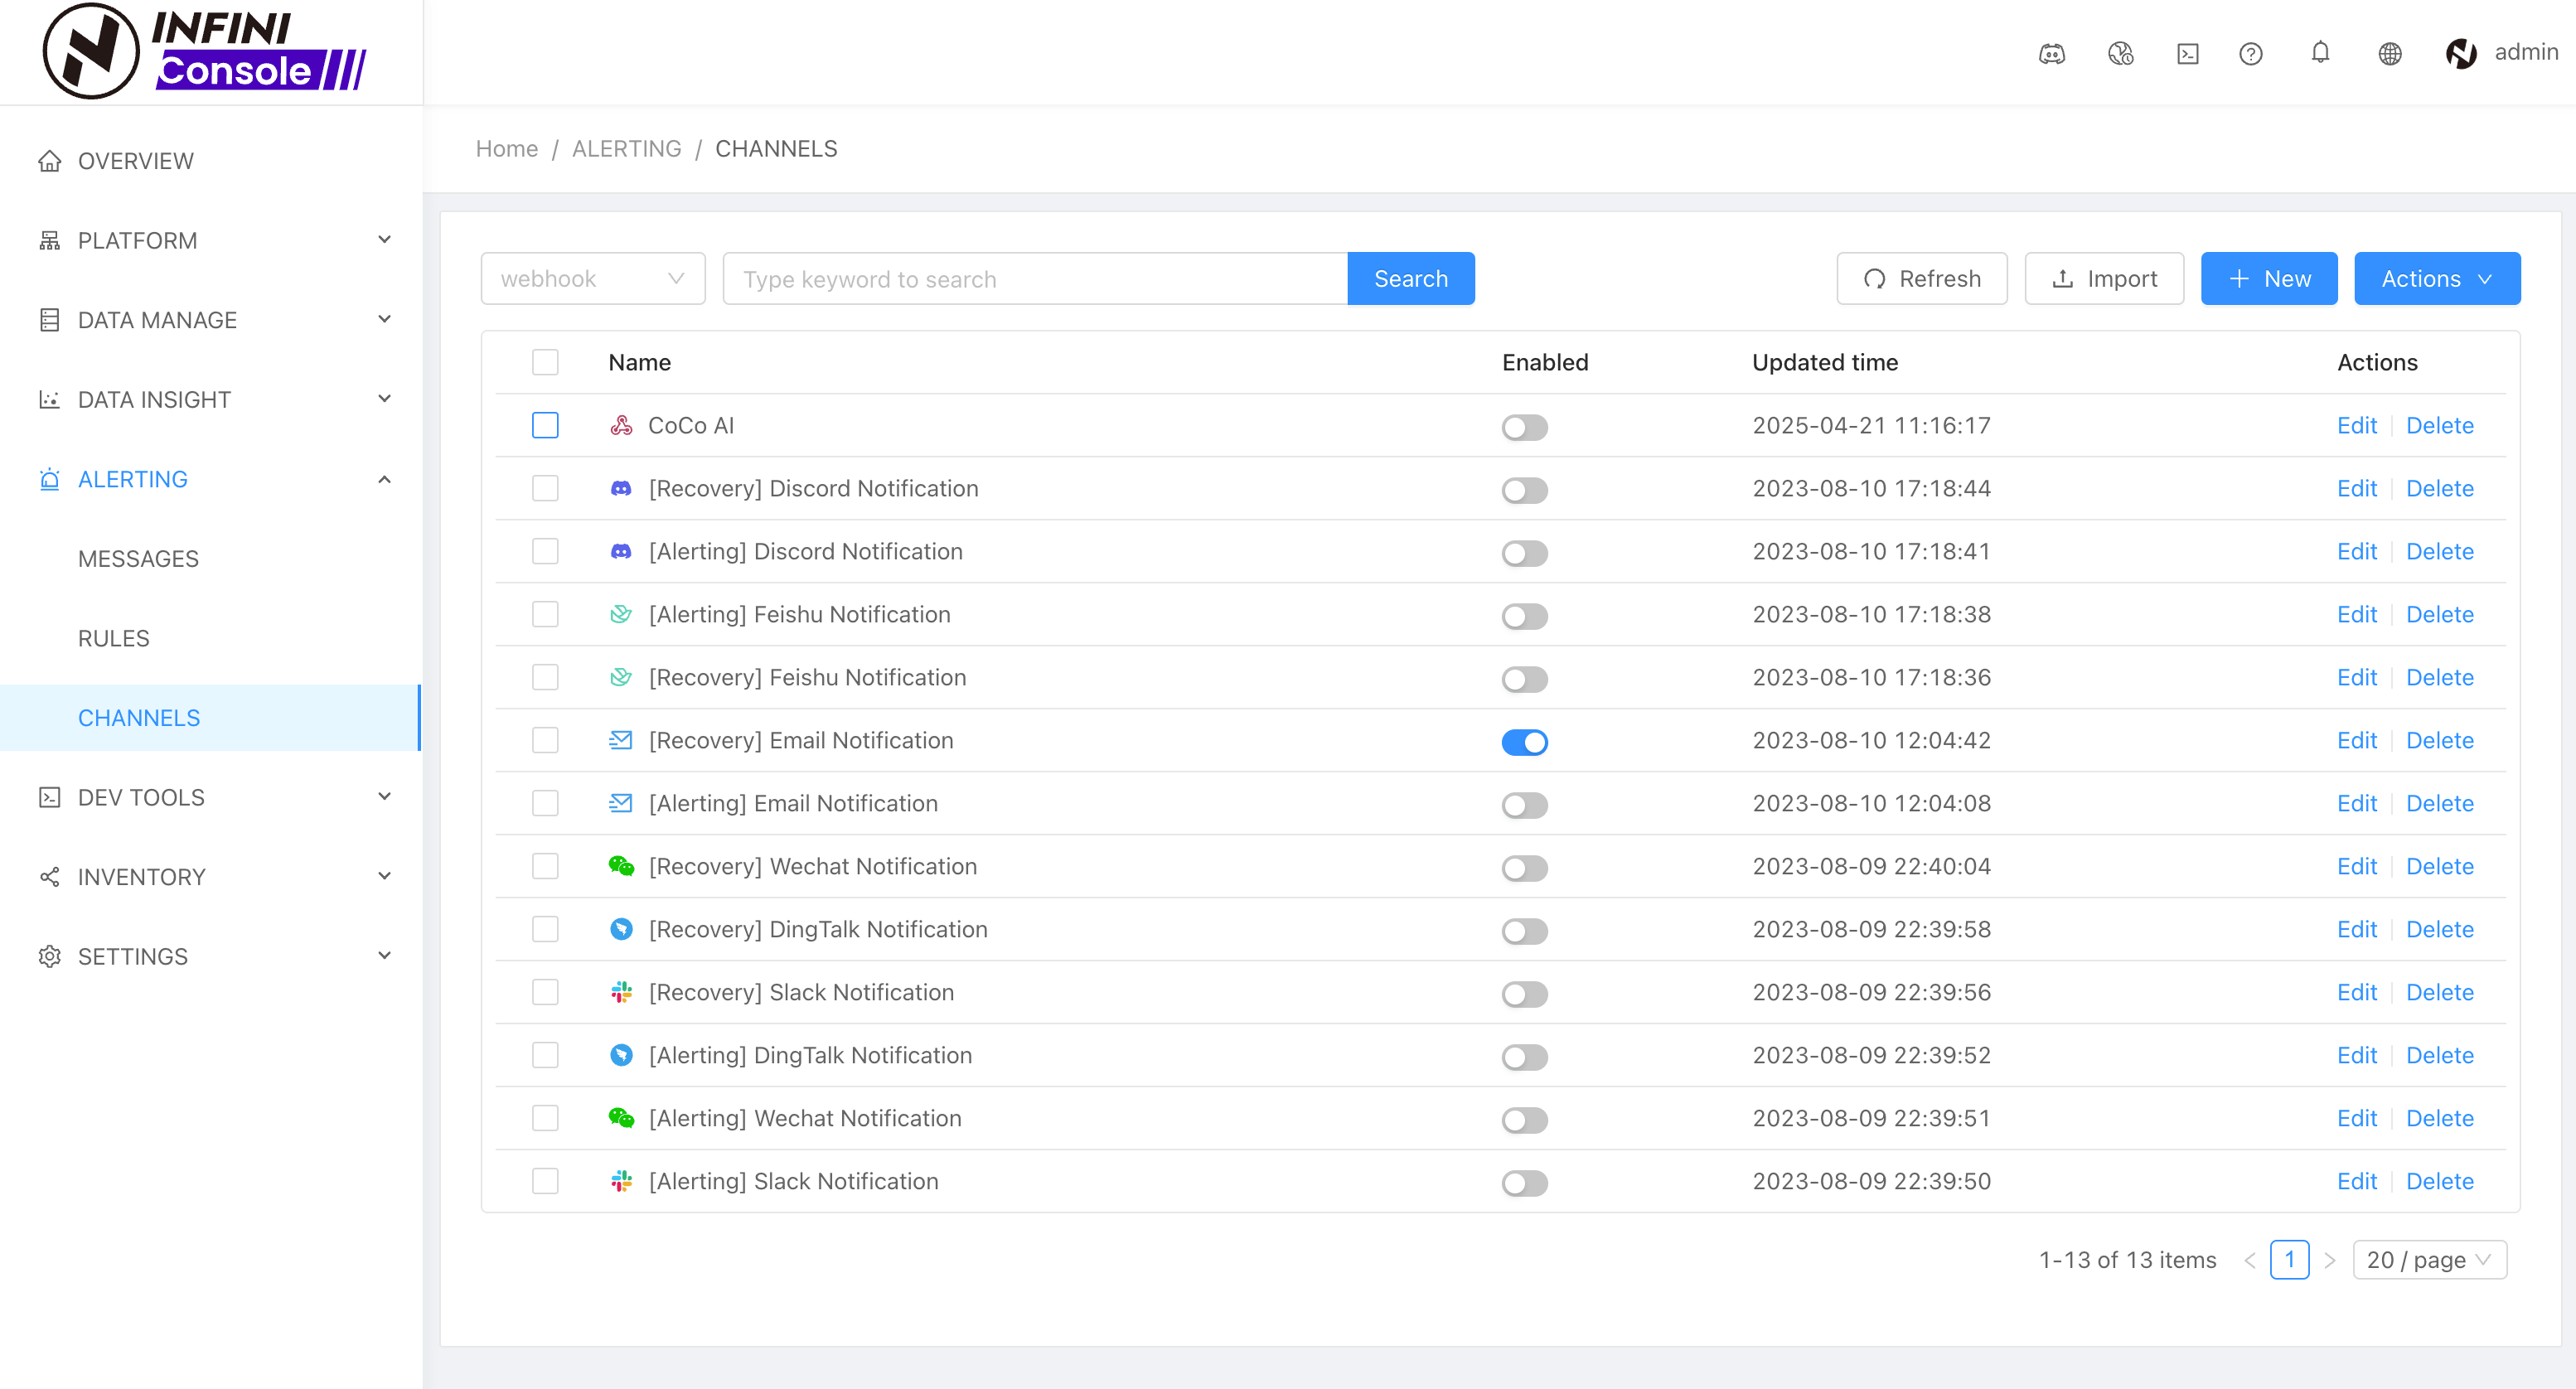 INFINI
Console
admin
OVERVIEW
PLATFORM
DATA MANAGE
DATA INSIGHT
ALERTING
MESSAGES
RULES
CHANNELS
DEV TOOLS
INVENTORY
SETTINGS
Home / ALERTING / CHANNELS
webhook Type keyword to search Search Refresh Import New Actions
Name Enabled Updated time Actions
CoCo AI 2025-04-21 11:16:17 Edit Delete
[Recovery] Discord Notification 2023-08-10 17:18:44 Edit Delete
[Alerting] Discord Notification 2023-08-10 17:18:41 Edit Delete
[Alerting] Feishu Notification 2023-08-10 17:18:38 Edit Delete
[Recovery] Feishu Notification 2023-08-10 17:18:36 Edit Delete
[Recovery] Email Notification 2023-08-10 12:04:42 Edit Delete
[Alerting] Email Notification 2023-08-10 12:04:08 Edit Delete
[Recovery] Wechat Notification 2023-08-09 22:40:04 Edit Delete
[Recovery] DingTalk Notification 2023-08-09 22:39:58 Edit Delete
[Recovery] Slack Notification 2023-08-09 22:39:56 Edit Delete
[Alerting] DingTalk Notification 2023-08-09 22:39:52 Edit Delete
[Alerting] Wechat Notification 2023-08-09 22:39:51 Edit Delete
[Alerting] Slack Notification 2023-08-09 22:39:50 Edit Delete
1-13 of 13 items < 1 > 20 / page